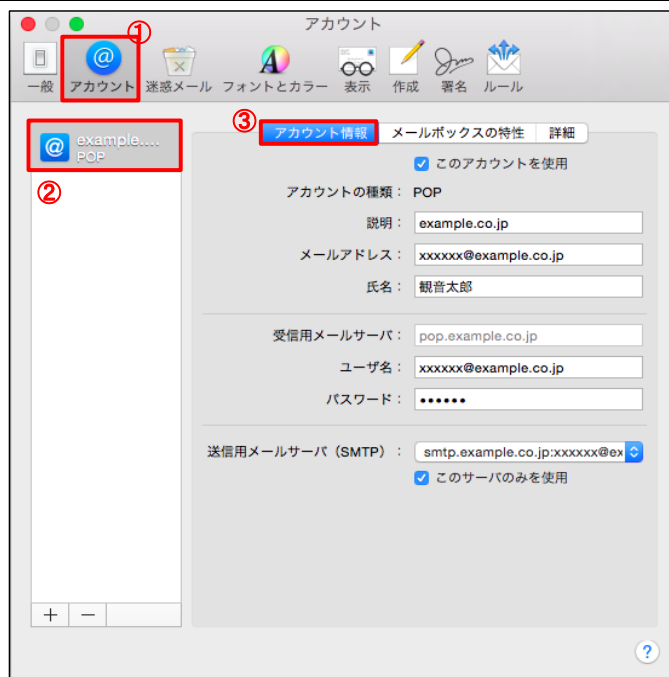 アカウント
①
一般 アカウント 迷惑メール フォントとカラー 表示 作成 署名 ルール
③
アカウント情報 メールボックスの特性 詳細
example....
POP
②
このアカウントを使用
アカウントの種類： POP
説明： example.co.jp
メールアドレス： xxxxxx@example.co.jp
氏名：観音太郎
受信用メールサーバ： pop.example.co.jp
ユーザ名： xxxxxx@example.co.jp
パスワード： ••••••
送信用メールサーバ（SMTP）： smtp.example.co.jp:xxxxxx@ex
このサーバのみを使用
+ −
?